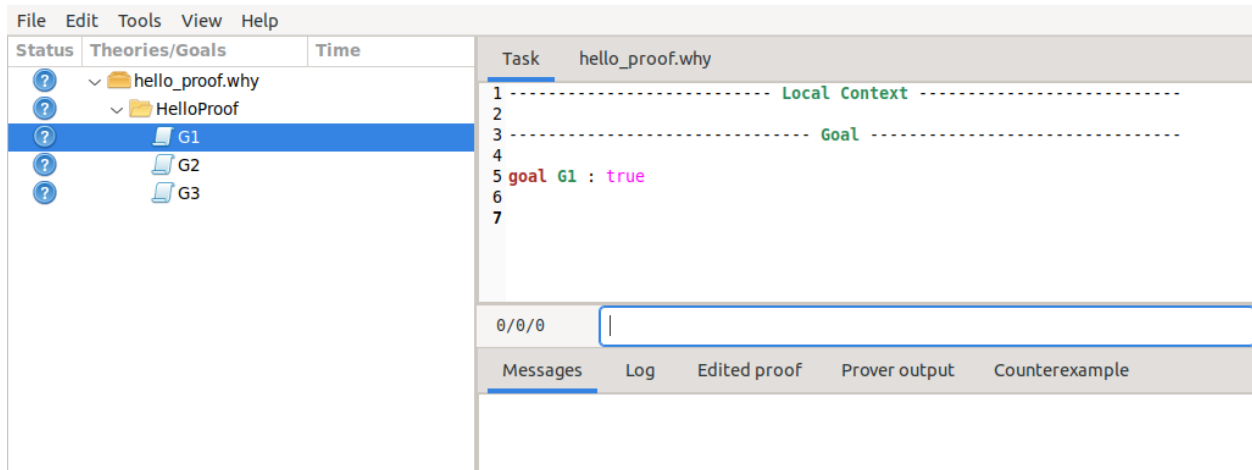 File Edit Tools View Help
Status Theories/Goals Time
hello_proof.why
HelloProof
G1
G2
G3
Task hello_proof.why
1 --------------------------- Local Context ---------------------------
2
3 ------------------------------- Goal --------------------------------
4
5 goal G1 : true
6
7
0/0/0
Messages Log Edited proof Prover output Counterexample